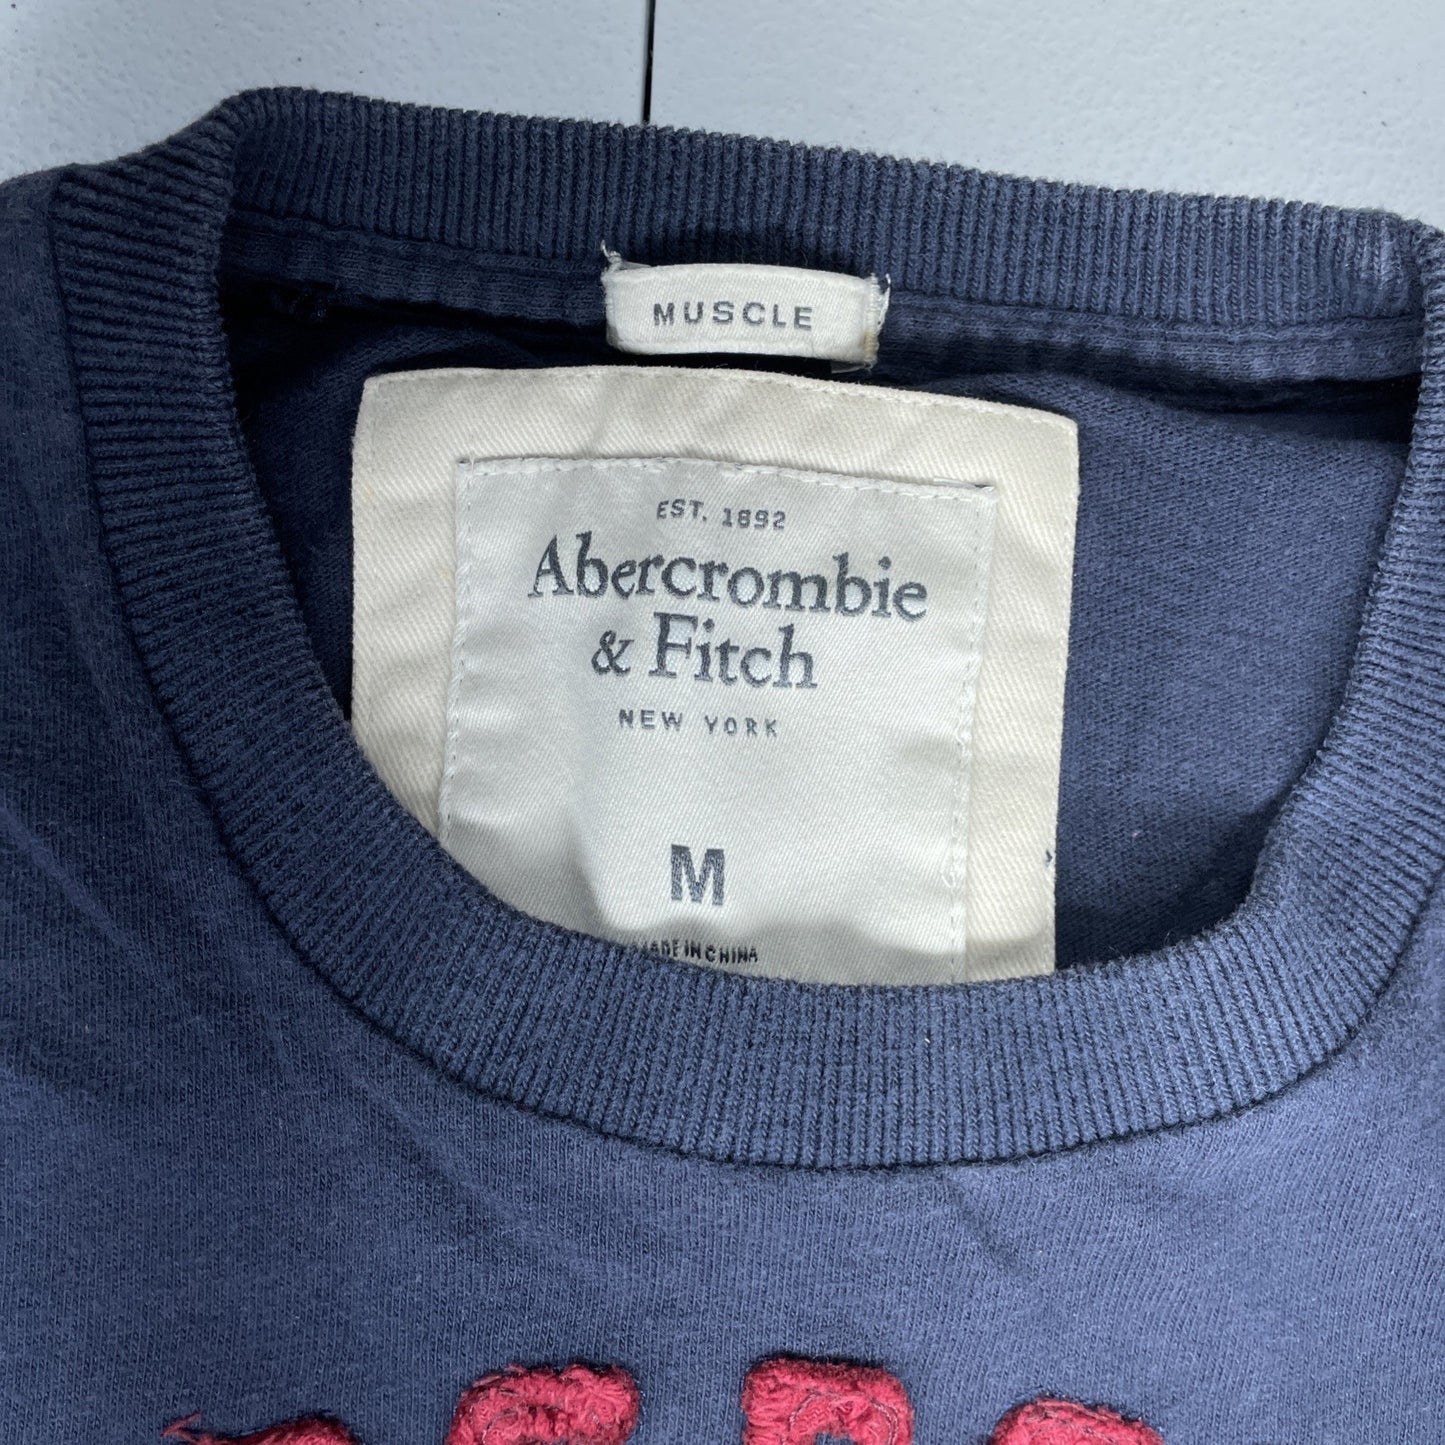 MUSCLE
EST. 1892
Abercrombie
& Fitch
NEW YORK
M
MADE IN CHINA